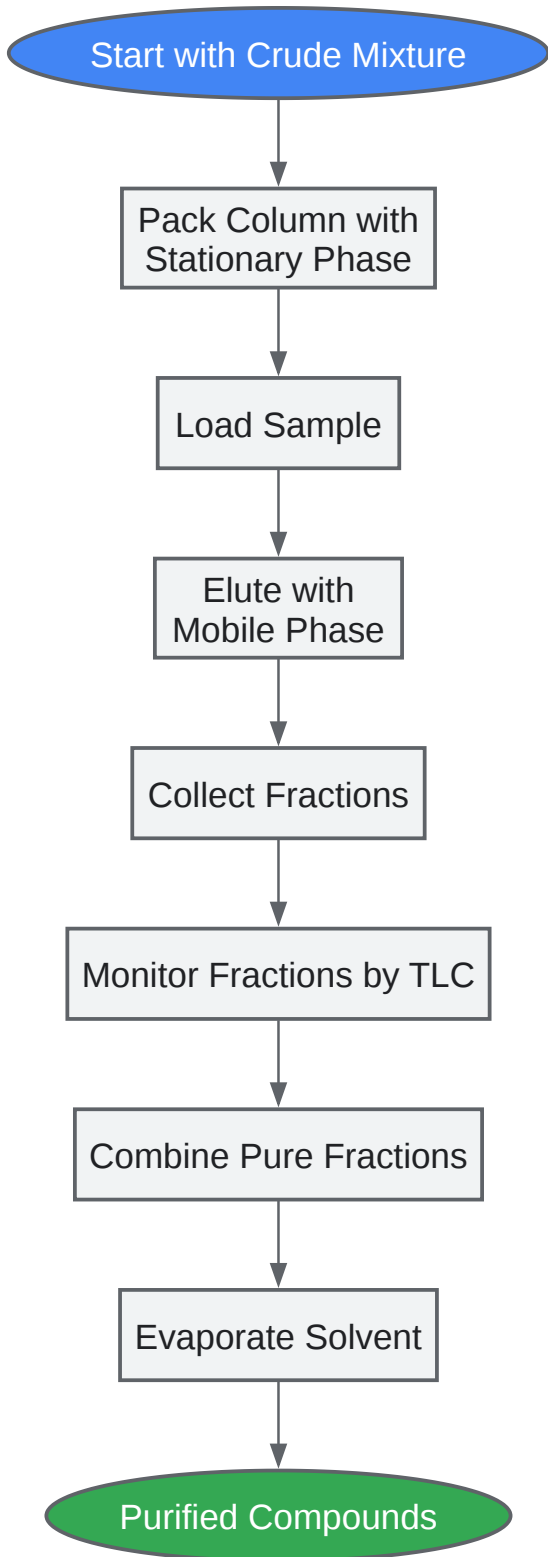 Start with Crude Mixture
Pack Column with
Stationary Phase
Load Sample
Elute with
Mobile Phase
Collect Fractions
Monitor Fractions by TLC
Combine Pure Fractions
Evaporate Solvent
Purified Compounds